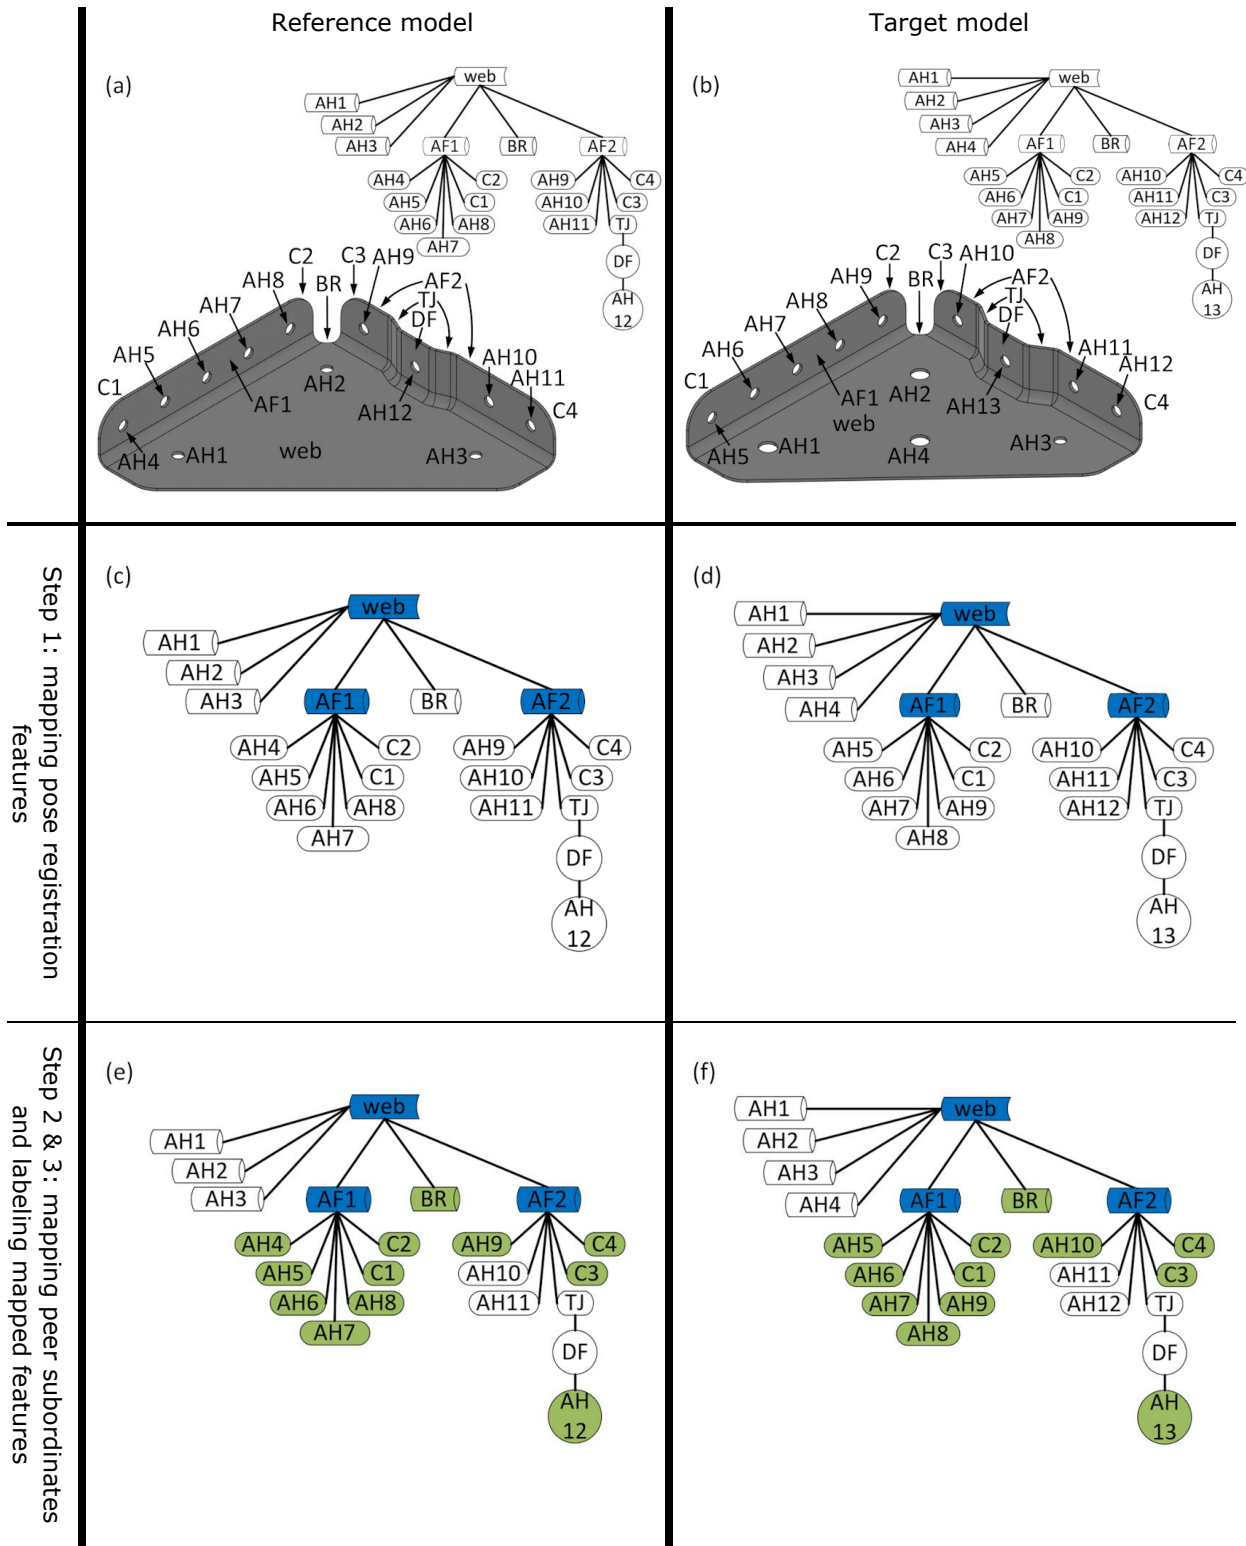 Reference model
Target model
(a)
web
AH1
AH2
AH3
AF1
BR
AF2
AH4
C2
AH5
C1
AH6
AH8
AH7
AH9
C4
AH10
C3
AH11
TJ
DF
AH
12
C2
C3
AH9
BR
AF2
AH8
TJ
AH7
DF
AH6
AH5
AH10
AH11
C1
AH2
AF1
AH12
C4
AH4
AH1
web
AH3
(b)
web
AH1
AH2
AH3
AH4
AF1
BR
AF2
AH5
C2
AH6
C1
AH7
AH9
AH8
AH10
C4
AH11
C3
AH12
TJ
DF
AH
13
C2
C3
AH10
AH9
BR
AF2
TJ
AH8
DF
AH7
AH6
AH11
AH12
C1
AF1
AH2
AH13
C4
web
AH5
AH1
AH4
AH3
Step 1: mapping pose registration
features
(c)
web
AH1
AH2
AH3
AF1
BR
AF2
AH4
C2
AH5
C1
AH6
AH8
AH7
AH9
C4
AH10
C3
AH11
TJ
DF
AH
12
(d)
web
AH1
AH2
AH3
AH4
AF1
BR
AF2
AH5
C2
AH6
C1
AH7
AH9
AH8
AH10
C4
AH11
C3
AH12
TJ
DF
AH
13
Step 2 & 3: mapping peer subordinates
and labeling mapped features
(e)
web
AH1
AH2
AH3
AF1
BR
AF2
AH4
C2
AH5
C1
AH6
AH8
AH7
AH9
C4
AH10
C3
AH11
TJ
DF
AH
12
(f)
web
AH1
AH2
AH3
AH4
AF1
BR
AF2
AH5
C2
AH6
C1
AH7
AH9
AH8
AH10
C4
AH11
C3
AH12
TJ
DF
AH
13